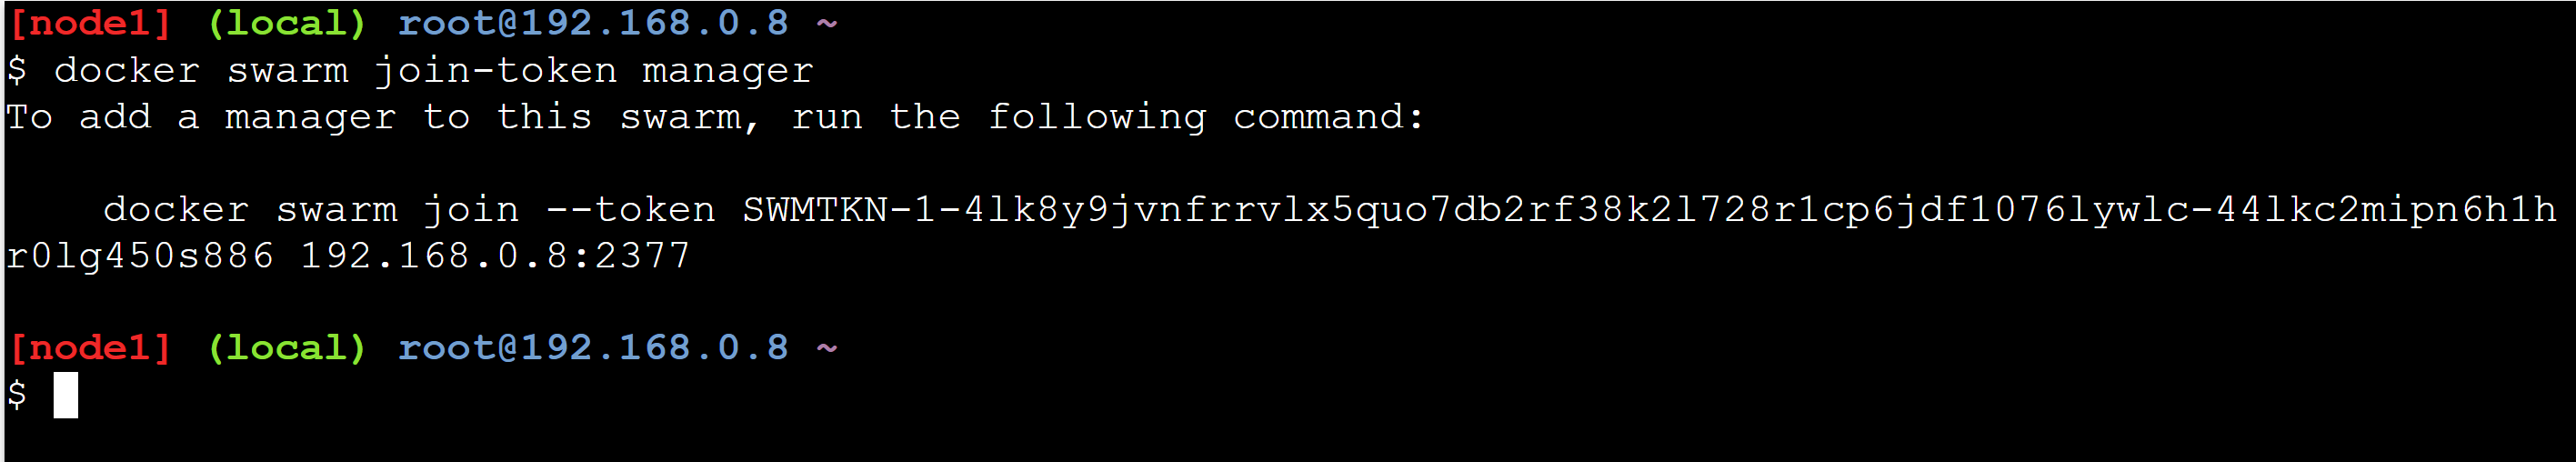 [node1] (local) root@192.168.0.8 ~
$ docker swarm join-token manager
To add a manager to this swarm, run the following command:
docker swarm join --token SWMTKN-1-4lk8y9jvnfrrvlx5quo7db2rf38k2l728r1cp6jdf1076lywlc-44lkc2mipn6h1h
r0lg450s886 192.168.0.8:2377
[node1] (local) root@192.168.0.8 ~
$